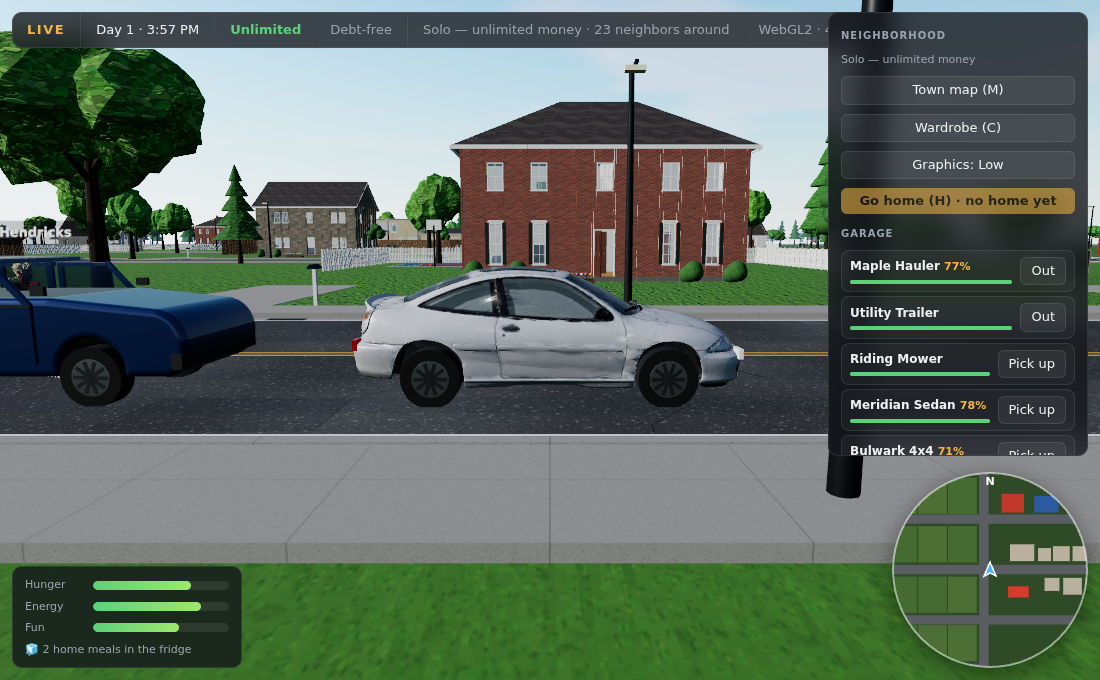 LIVE
Day 1 · 3:57 PM
Unlimited
Debt-free
Solo — unlimited money · 23 neighbors around
WebGL2 ·
NEIGHBORHOOD
Solo — unlimited money
Town map (M)
Wardrobe (C)
Graphics: Low
Go home (H) · no home yet
GARAGE
Maple Hauler 77%
Out
Utility Trailer
Out
Riding Mower
Pick up
Meridian Sedan 78%
Pick up
Bulwark 4x4 71%
Pick up
Hendricks
N
Hunger
Energy
Fun
🧊 2 home meals in the fridge